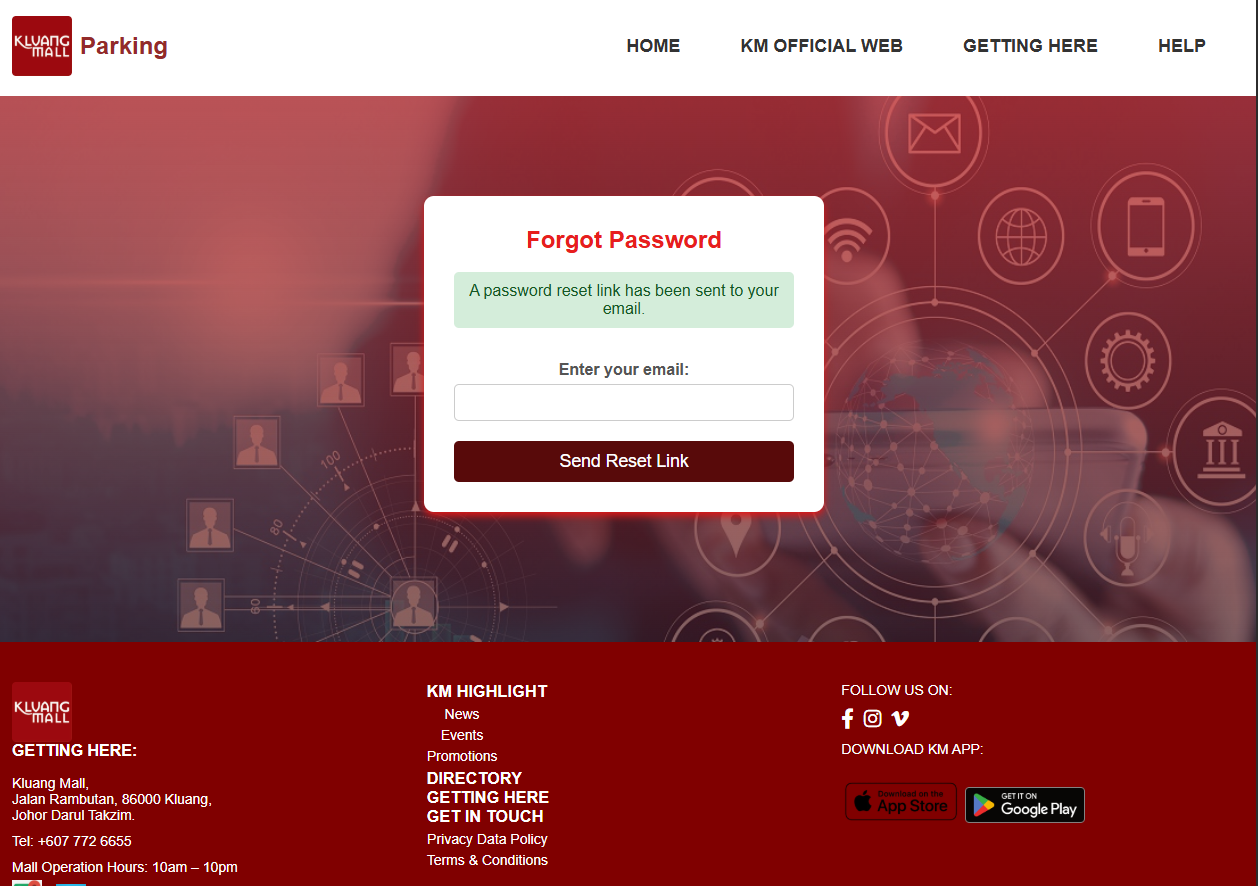 KLUANG
MALL
Parking
HOME
KM OFFICIAL WEB
GETTING HERE
HELP
Forgot Password
A password reset link has been sent to your
email.
Enter your email:
Send Reset Link
100
80
60
KLUANG
MALL
GETTING HERE:
Kluang Mall,
Jalan Rambutan, 86000 Kluang,
Johor Darul Takzim.
Tel: +607 772 6655
Mall Operation Hours: 10am – 10pm
KM HIGHLIGHT
News
Events
Promotions
DIRECTORY
GETTING HERE
GET IN TOUCH
Privacy Data Policy
Terms & Conditions
FOLLOW US ON:
DOWNLOAD KM APP:
Download on the
App Store
GET IT ON
Google Play